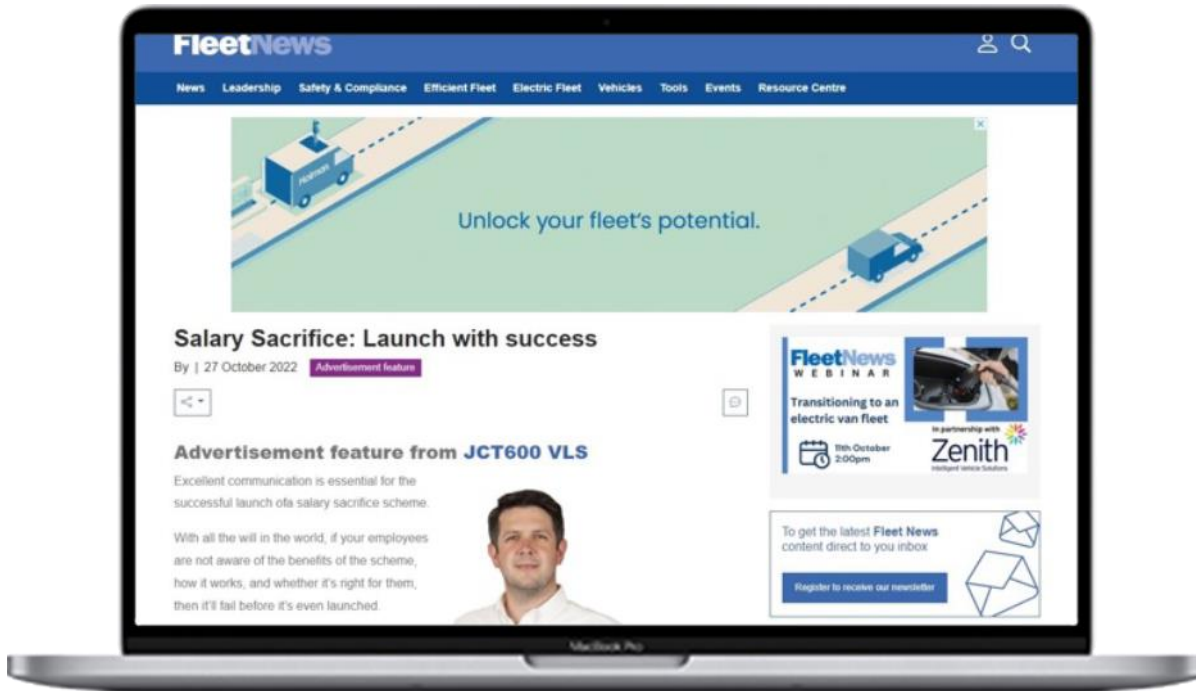 FleetNews
News Leadership Safety & Compliance Efficient Fleet Electric Fleet Vehicles Tools Events Resource Centre
Holman
Unlock your fleet's potential.
Salary Sacrifice: Launch with success
By | 27 October 2022 Advertisement feature
Advertisement feature from JCT600 VLS
Excellent communication is essential for the
successful launch ofa salary sacrifice scheme.
With all the will in the world, if your employees
are not aware of the benefits of the scheme,
how it works, and whether it's right for them,
then it'll fail before it's even launched.
FleetNews
WEBINAR
Transitioning to an
electric van fleet
11th October
2:00pm
In partnership with
Zenith
Intelligent Vehicle Solutions
To get the latest Fleet News
content direct to you inbox
Register to receive our newsletter
MacBook Pro